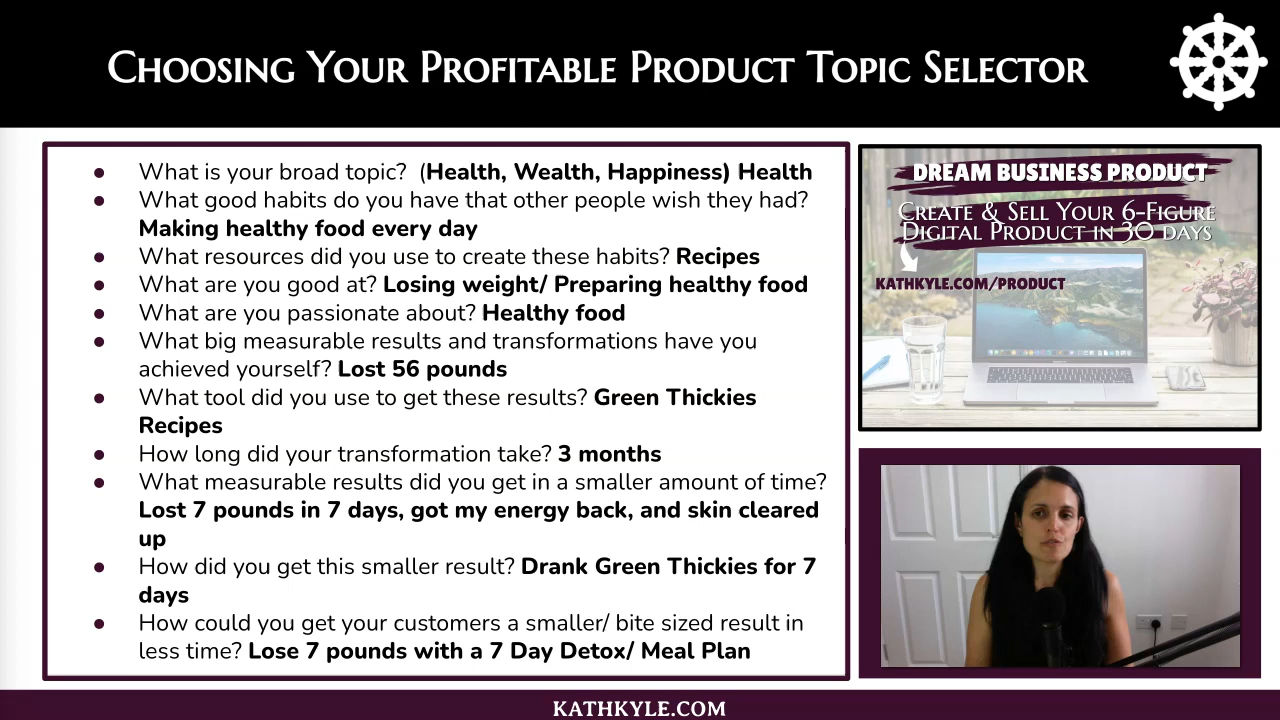 Choosing Your Profitable Product Topic Selector
● What is your broad topic? (Health, Wealth, Happiness) Health
● What good habits do you have that other people wish they had?
Making healthy food every day
● What resources did you use to create these habits? Recipes
● What are you good at? Losing weight/ Preparing healthy food
● What are you passionate about? Healthy food
● What big measurable results and transformations have you
achieved yourself? Lost 56 pounds
● What tool did you use to get these results? Green Thickies
Recipes
● How long did your transformation take? 3 months
● What measurable results did you get in a smaller amount of time?
Lost 7 pounds in 7 days, got my energy back, and skin cleared
up
● How did you get this smaller result? Drank Green Thickies for 7
days
● How could you get your customers a smaller/ bite sized result in
less time? Lose 7 pounds with a 7 Day Detox/ Meal Plan
DREAM BUSINESS PRODUCT
Create & Sell Your 6-Figure
Digital Product in 30 days
KATHKYLE.COM/PRODUCT
KATHKYLE.COM